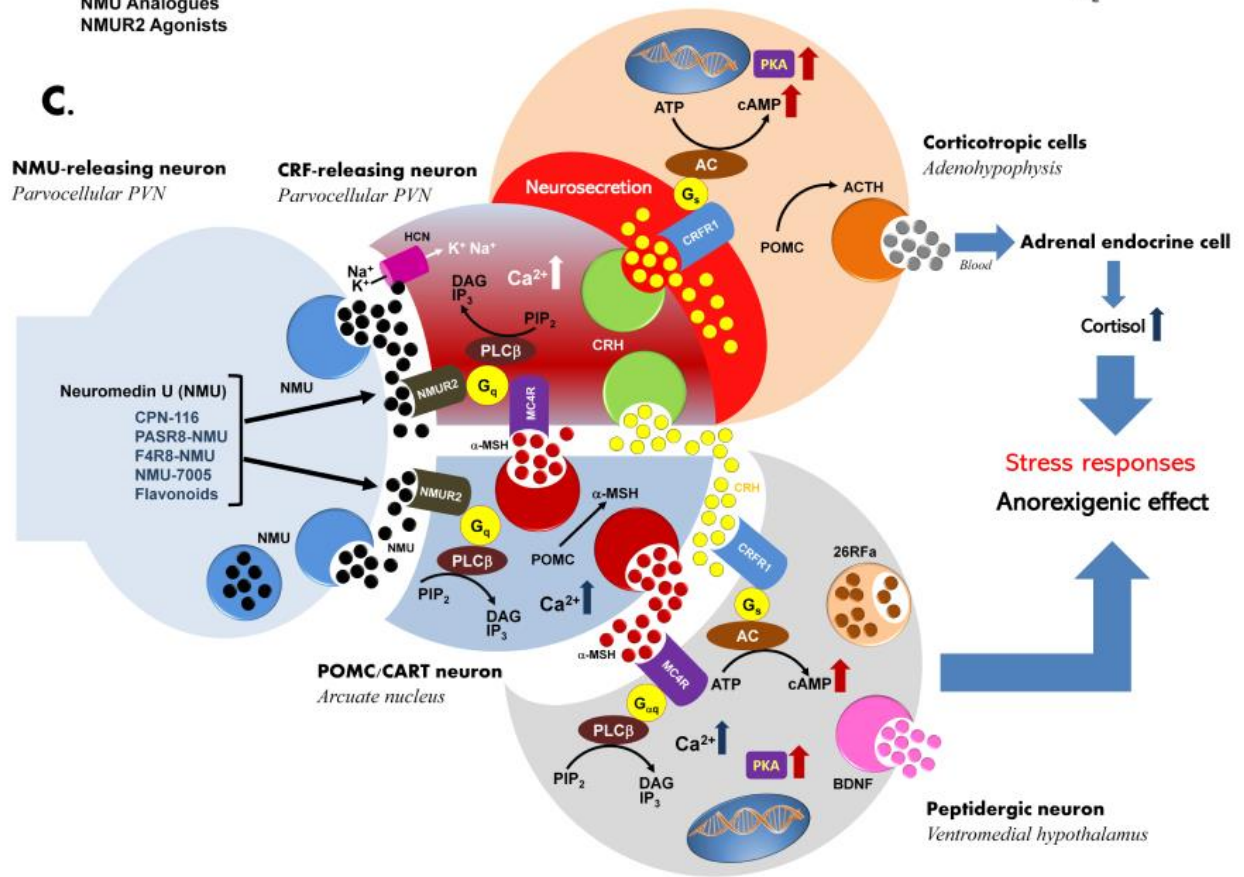 NMU Analogues
NMUR2 Agonists
C.
NMU-releasing neuron
Parvocellular PVN
CRF-releasing neuron
Parvocellular PVN
Corticotropic cells
Adenohypophysis
PKA
ATP
cAMP
AC
Gs
CRFR1
Neurosecretion
POMC
ACTH
Blood
Adrenal endocrine cell
Cortisol
Stress responses
Anorexigenic effect
HCN
K⁺ Na⁺
Na⁺
K⁺
DAG
IP₃
Ca²⁺
PIP₂
PLCβ
CRH
NMU
NMUR2
Gq
MC4R
Neuromedin U (NMU)
CPN-116
PASR8-NMU
F4R8-NMU
NMU-7005
Flavonoids
α-MSH
NMUR2
Gq
PLCβ
PIP₂
DAG
IP₃
POMC
α-MSH
Ca²⁺
NMU
NMU
POMC/CART neuron
Arcuate nucleus
CRH
CRFR1
Gs
AC
ATP
cAMP
26RFa
α-MSH
MC4R
Gαq
PLCβ
PIP₂
DAG
IP₃
Ca²⁺
PKA
BDNF
Peptidergic neuron
Ventromedial hypothalamus